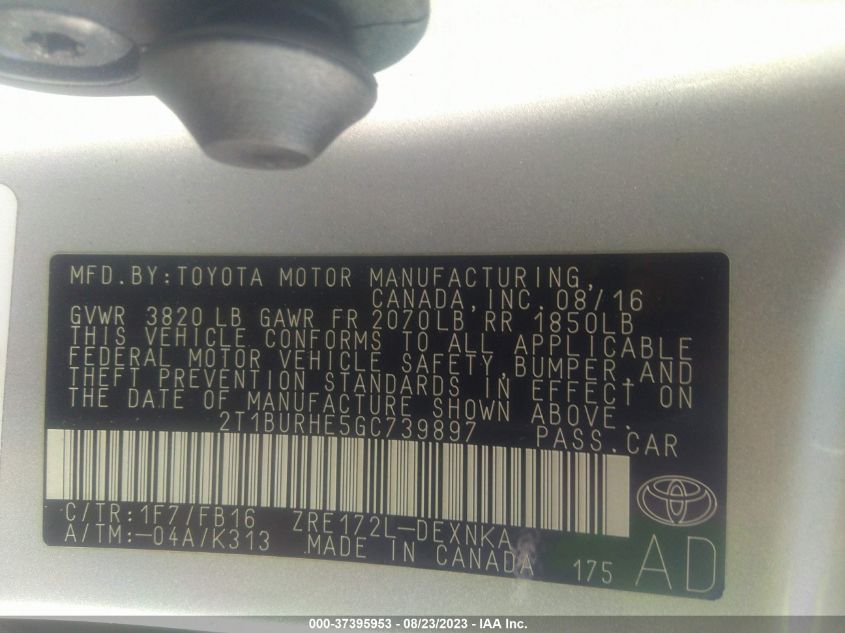 MFD.BY:TOYOTA MOTOR MANUFACTURING,
CANADA,INC. 08/16
GVWR 3820 LB GAWR FR 2070LB RR 1850LB
THIS VEHICLE CONFORMS TO ALL APPLICABLE
FEDERAL MOTOR VEHICLE SAFETY,BUMPER,AND
THEFT PREVENTION STANDARDS IN EFFECT ON
THE DATE OF MANUFACTURE SHOWN ABOVE.
2T1BURHE5GC739897 PASS.CAR
C/TR:1F7/FB16 ZRE172L-DEXNKA
A/TM:-04A/K313 MADE IN CANADA 175 AD
000-37395953 - 08/23/2023 - IAA Inc.